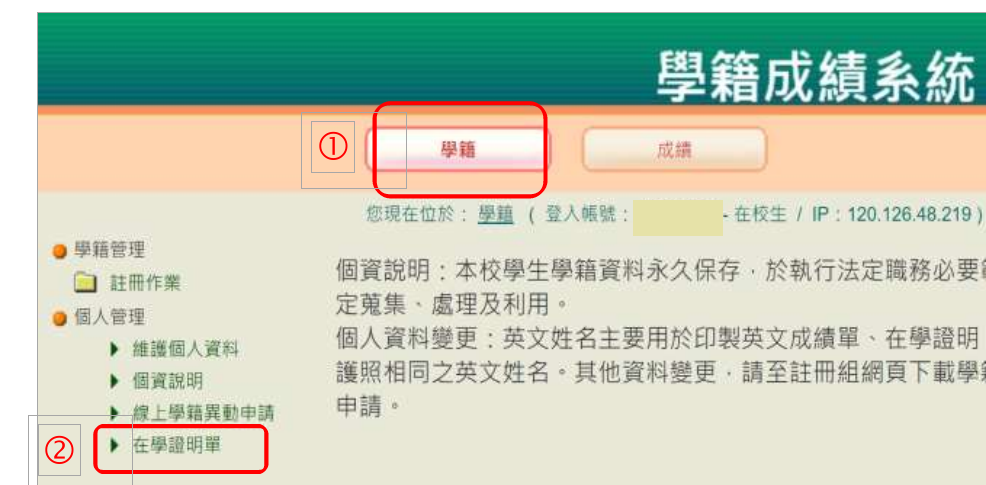 學籍成績系統
①
學籍
成績
您現在位於：學籍 ( 登入帳號：
- 在校生 / IP：120.126.48.219 )
學籍管理
註冊作業
個人管理
維護個人資料
個資說明
線上學籍異動申請
②
在學證明單
個資說明：本校學生學籍資料永久保存，於執行法定職務必要
定蒐集、處理及利用。
個人資料變更：英文姓名主要用於印製英文成績單、在學證明
護照相同之英文姓名。其他資料變更，請至註冊組網頁下載學
申請。